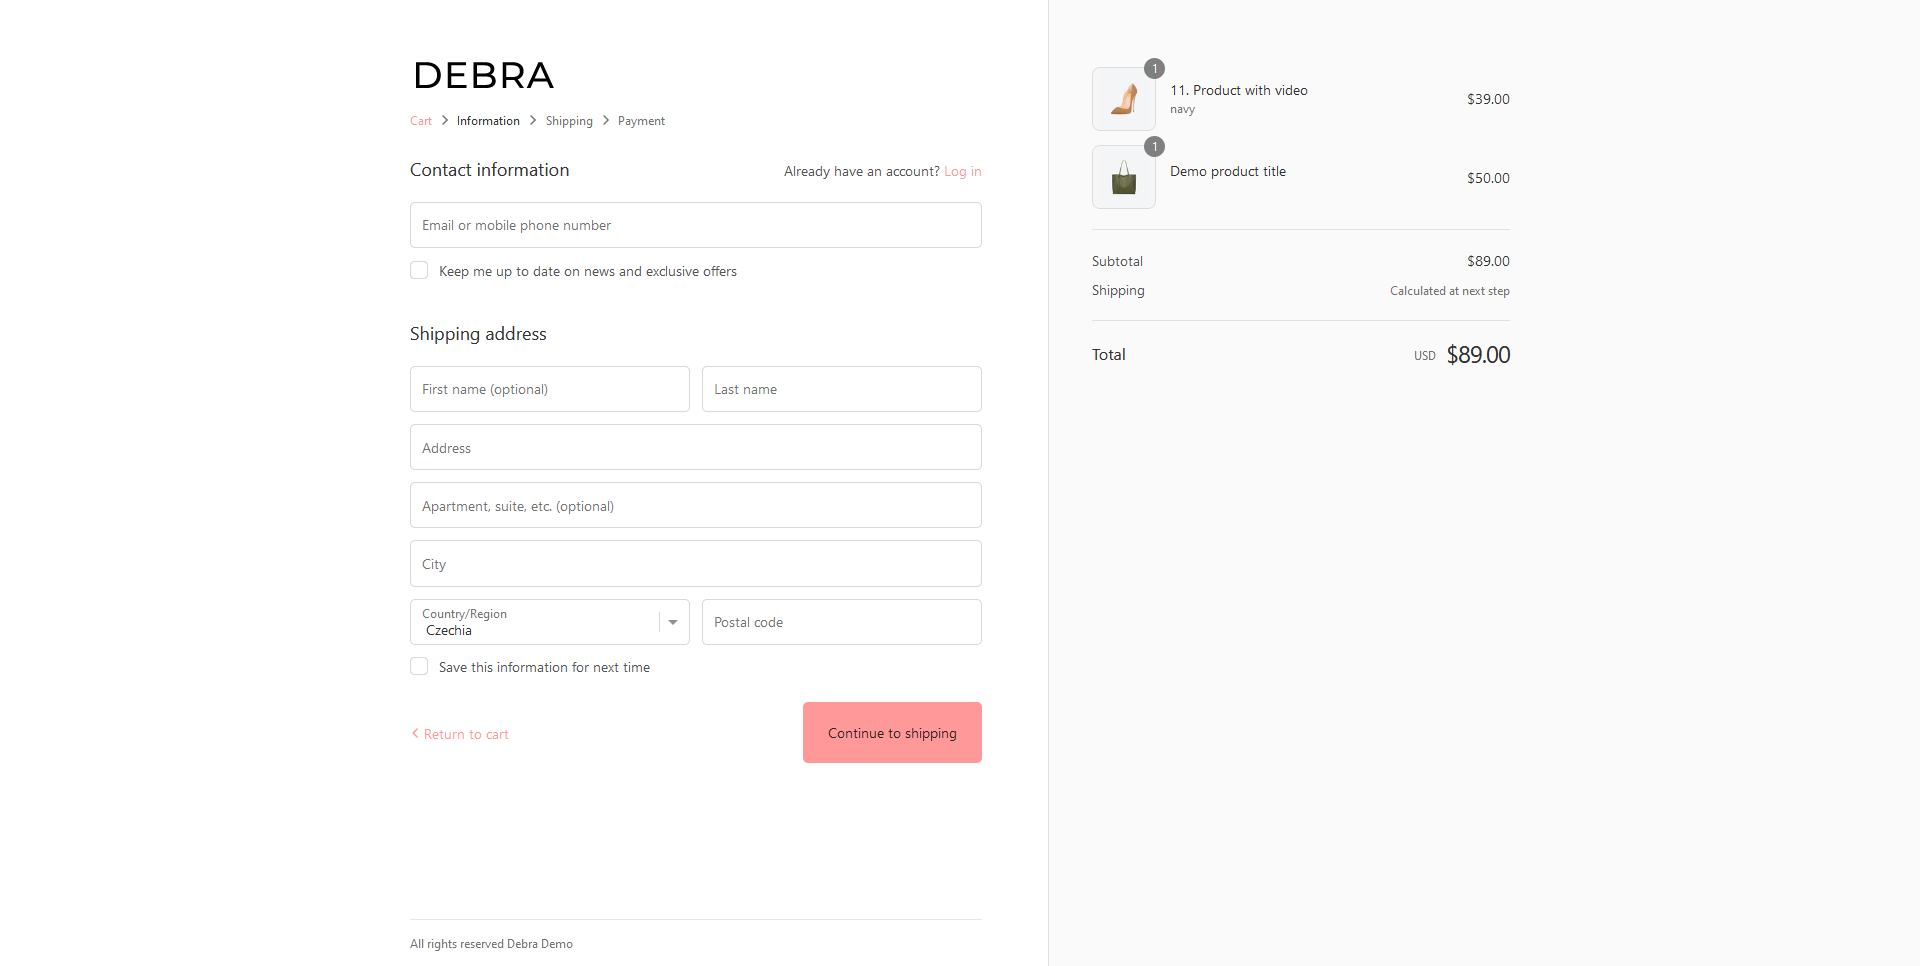 DEBRA
Cart > Information > Shipping > Payment
Contact information
Already have an account? Log in
Email or mobile phone number
Keep me up to date on news and exclusive offers
Shipping address
First name (optional)
Last name
Address
Apartment, suite, etc. (optional)
City
Country/Region
Czechia
Postal code
Save this information for next time
Return to cart
Continue to shipping
All rights reserved Debra Demo
1
11. Product with video
navy
$39.00
1
Demo product title
$50.00
Subtotal
$89.00
Shipping
Calculated at next step
Total
USD $89.00